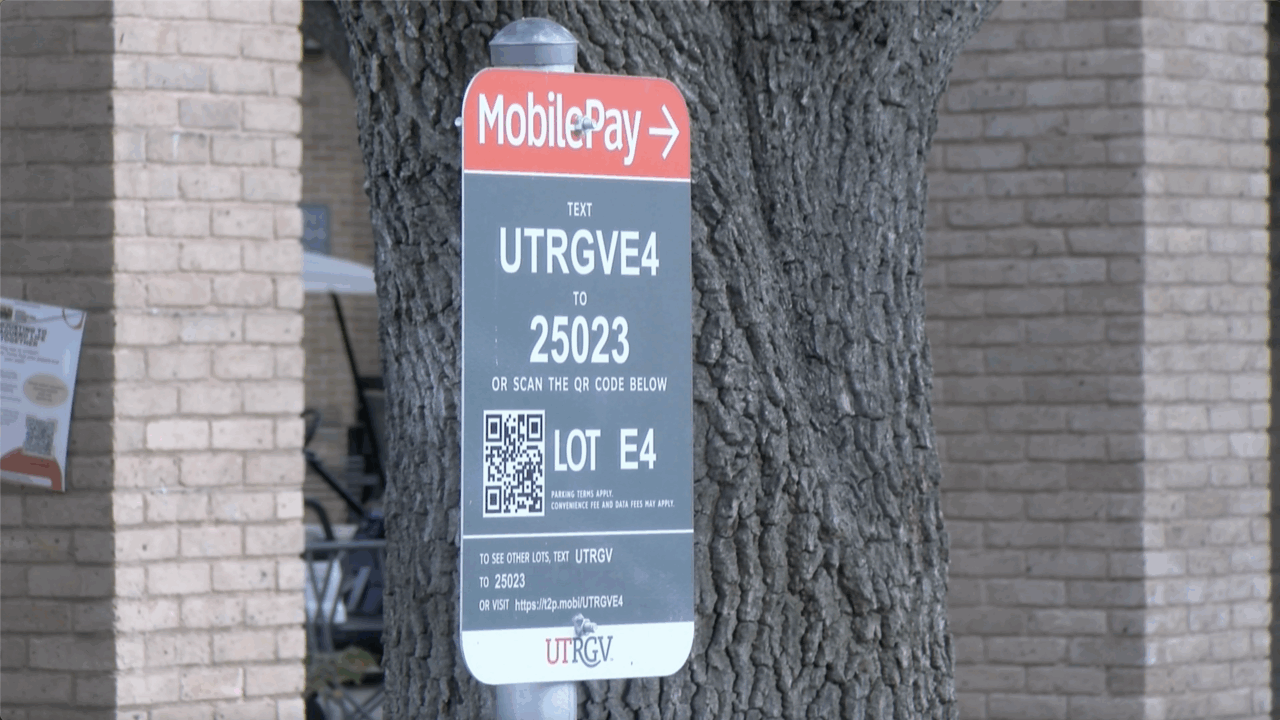 MobilePay →
TEXT
UTRGVE4
TO
25023
OR SCAN THE QR CODE BELOW
LOT E4
PARKING TERMS APPLY.
CONVENIENCE FEE AND DATA FEES MAY APPLY.
TO SEE OTHER LOTS, TEXT UTRGV
TO 25023
OR VISIT https://t2p.mobi/UTRGVE4
UTRGV